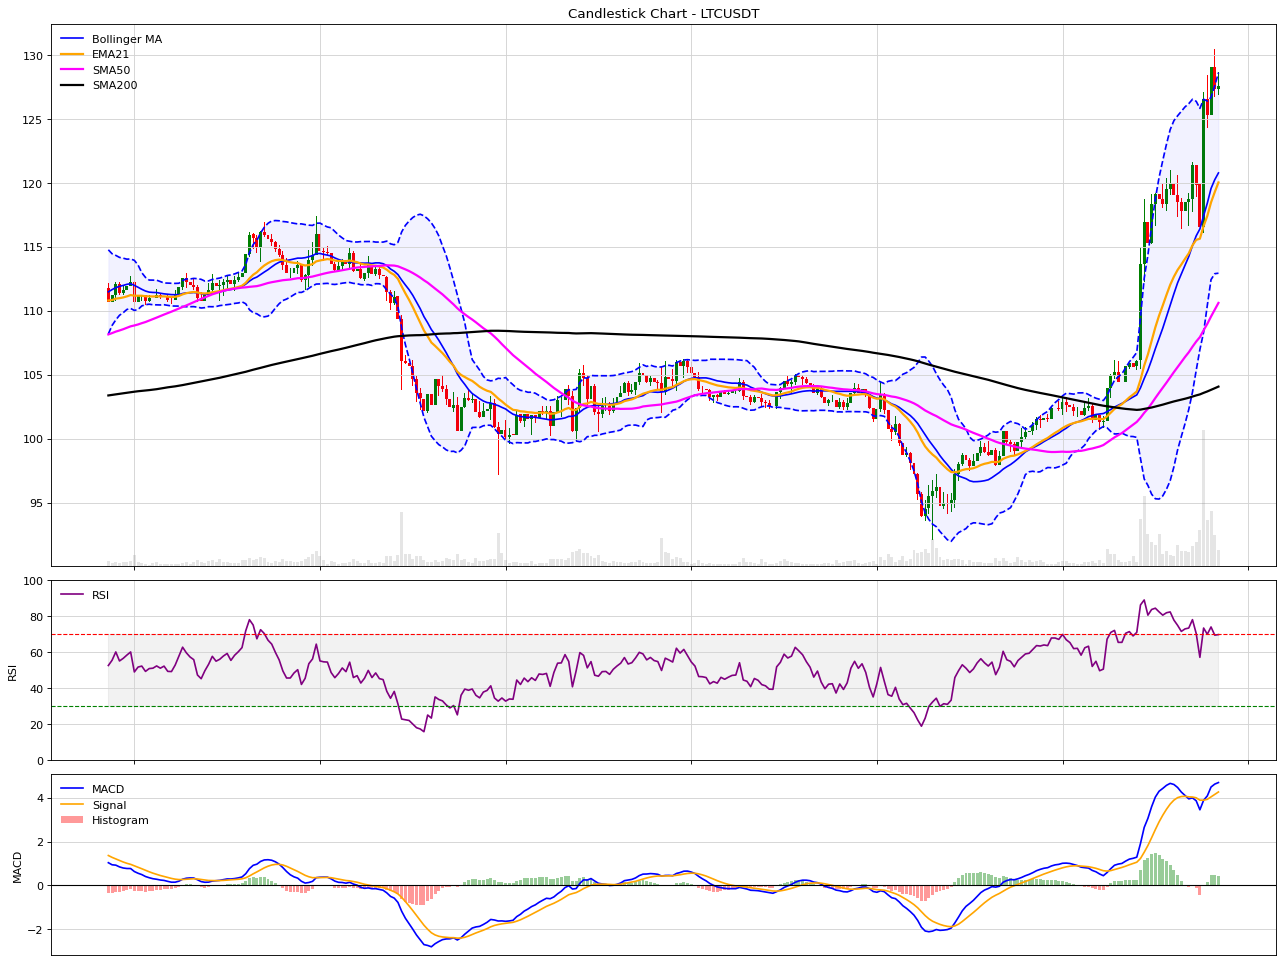 Candlestick Chart - LTCUSDT
Bollinger MA
EMA21
SMA50
SMA200
130
125
120
115
110
105
100
95
RSI
100
80
60
40
20
0
RSI
MACD
Signal
Histogram
4
2
0
−2
MACD